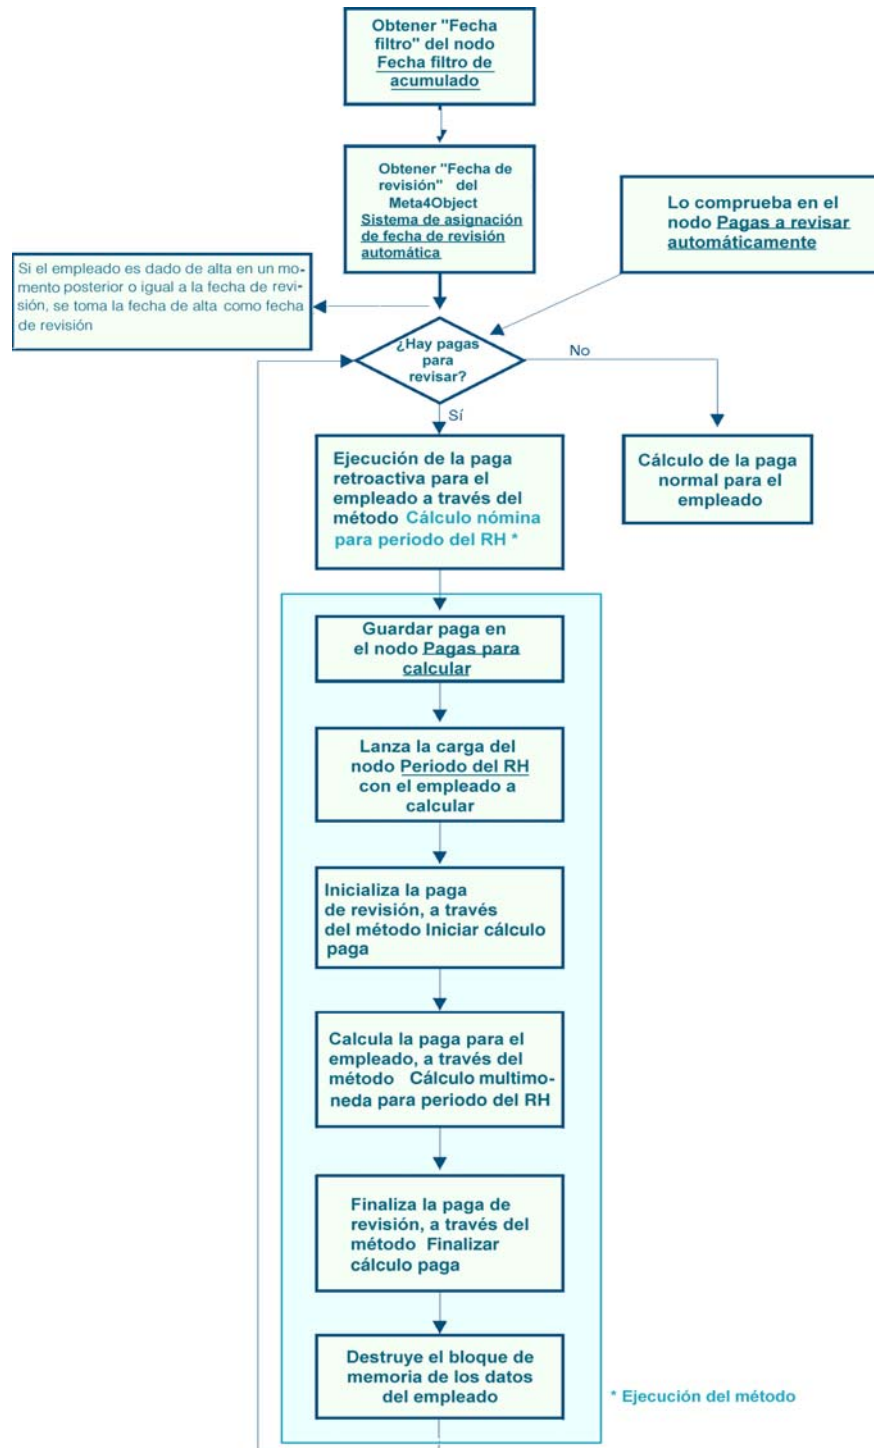 Obtener "Fecha
filtro" del nodo
Fecha filtro de
acumulado
Obtener "Fecha de
revisión" del
Meta4Object
Sistema de asignación
de fecha de revisión
automática
Lo comprueba en el
nodo Pagas a revisar
automáticamente
Si el empleado es dado de alta en un mo-
mento posterior o igual a la fecha de revi-
sión, se toma la fecha de alta como fecha
de revisión
¿Hay pagas
para
revisar?
No
Sí
Ejecución de la paga
retroactiva para el
empleado a través del
método Cálculo nómina
para periodo del RH *
Cálculo de la paga
normal para el
empleado
Guardar paga en
el nodo Pagas para
calcular
Lanza la carga del
nodo Periodo del RH
con el empleado a
calcular
Inicializa la paga
de revisión, a través
del método Iniciar cálculo
paga
Calcula la paga para el
empleado, a través del
método Cálculo multimo-
neda para periodo del RH
Finaliza la paga de
revisión, a través del
método Finalizar
cálculo paga
Destruye el bloque de
memoria de los datos
del empleado
* Ejecución del método